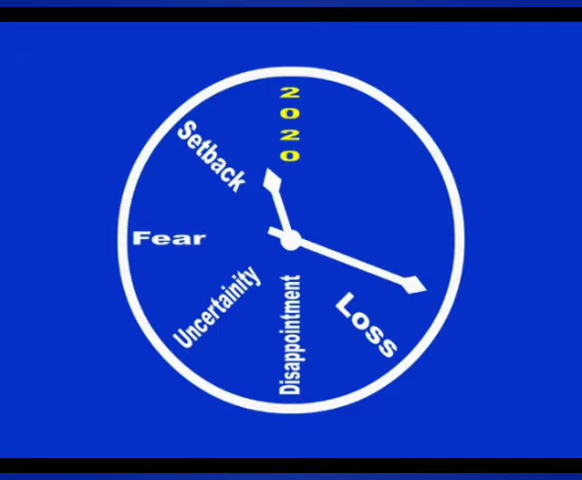 2020
Setback
Fear
Uncertainity
Disappointment
Loss